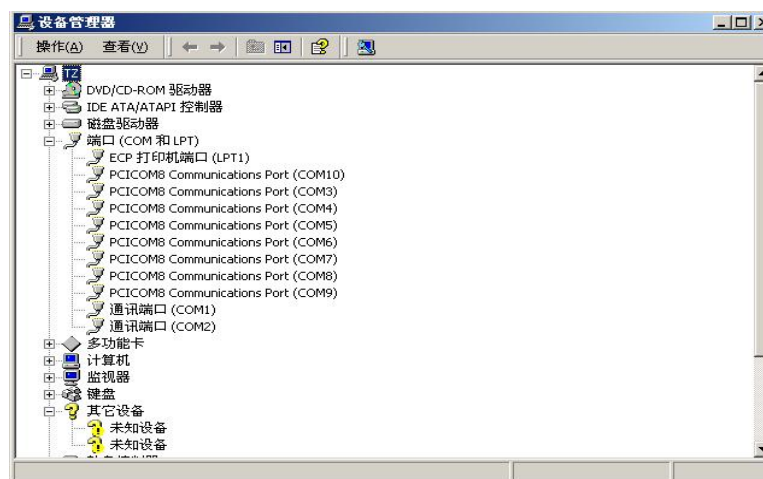 设备管理器
操作(A) 查看(V)
TZ
DVD/CD-ROM 驱动器
IDE ATA/ATAPI 控制器
磁盘驱动器
端口 (COM 和 LPT)
ECP 打印机端口 (LPT1)
PCICOM8 Communications Port (COM10)
PCICOM8 Communications Port (COM3)
PCICOM8 Communications Port (COM4)
PCICOM8 Communications Port (COM5)
PCICOM8 Communications Port (COM6)
PCICOM8 Communications Port (COM7)
PCICOM8 Communications Port (COM8)
PCICOM8 Communications Port (COM9)
通讯端口 (COM1)
通讯端口 (COM2)
多功能卡
计算机
监视器
键盘
其它设备
未知设备
未知设备